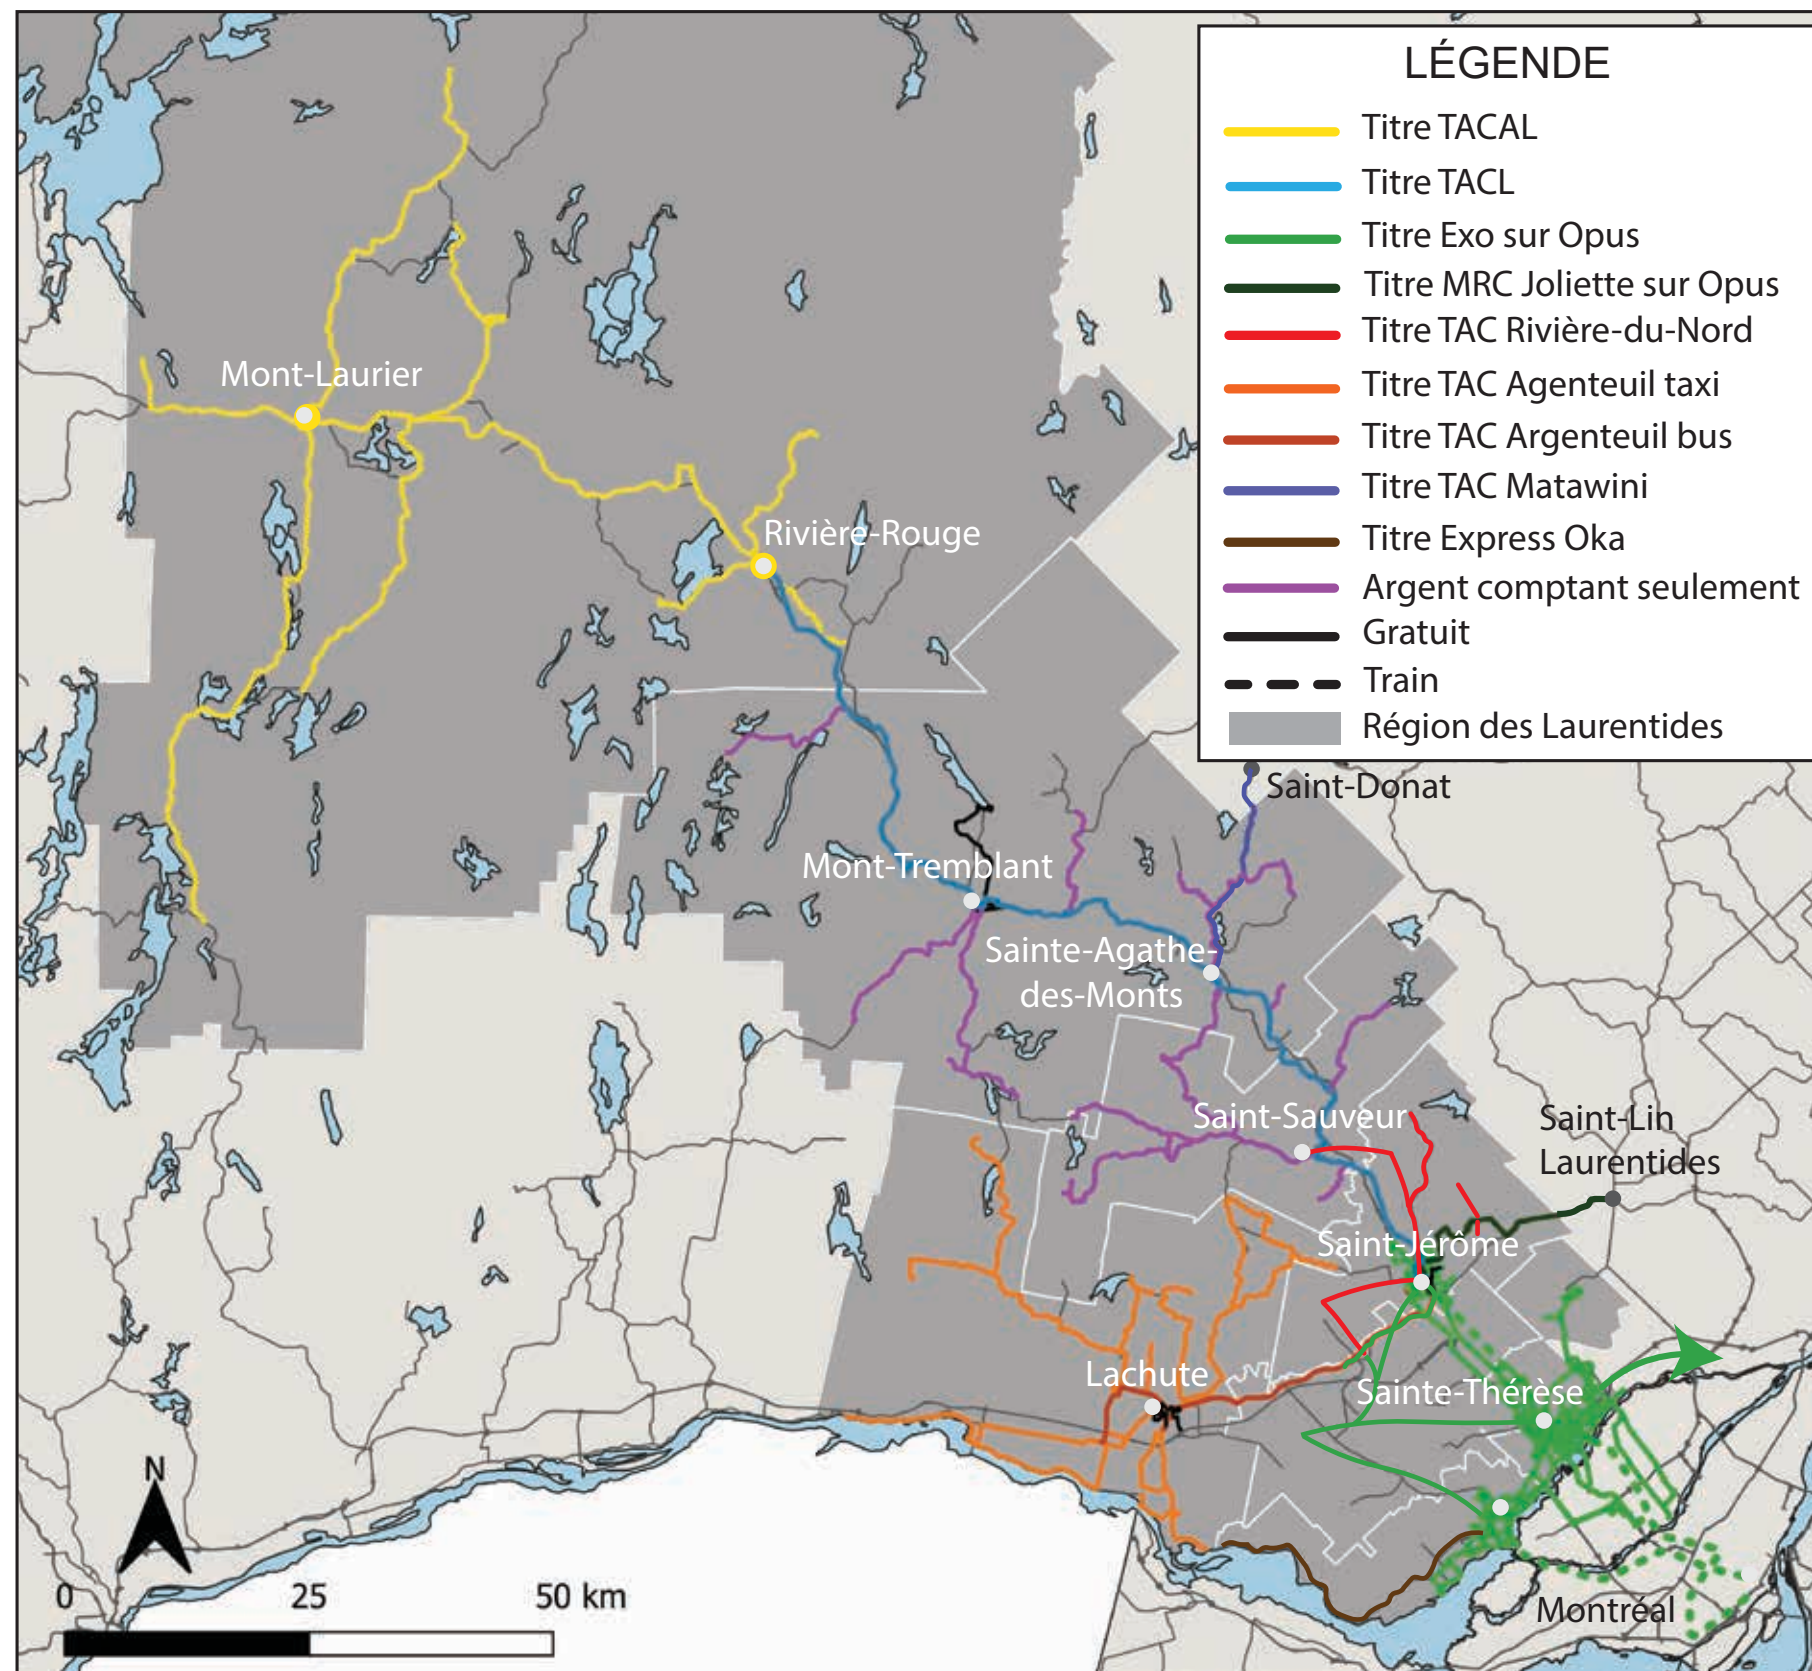 LÉGENDE
Titre TACAL
Titre TACL
Titre Exo sur Opus
Titre MRC Joliette sur Opus
Titre TAC Rivière-du-Nord
Titre TAC Agenteuil taxi
Titre TAC Argenteuil bus
Titre TAC Matawini
Titre Express Oka
Argent comptant seulement
Gratuit
Train
Région des Laurentides
Mont-Laurier
Rivière-Rouge
Saint-Donat
Mont-Tremblant
Sainte-Agathe-
des-Monts
Saint-Sauveur
Saint-Lin
Laurentides
Saint-Jérôme
Lachute
Sainte-Thérèse
Montréal
N
0 25 50 km